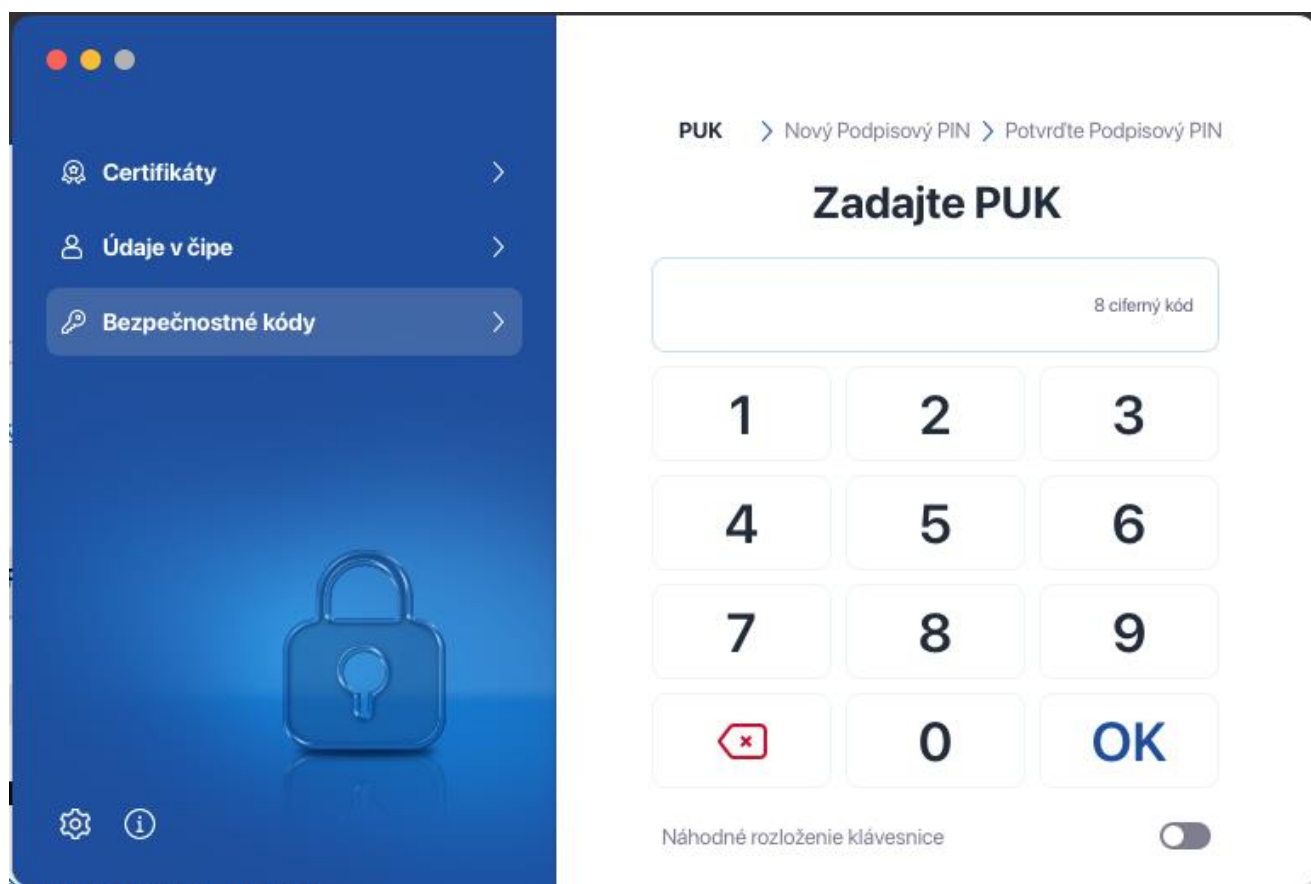 Certifikáty
Údaje v čipe
Bezpečnostné kódy
PUK > Nový Podpisový PIN > Potvrďte Podpisový PIN
Zadajte PUK
8 ciferný kód
1 2 3
4 5 6
7 8 9
0 OK
Náhodné rozloženie klávesnice